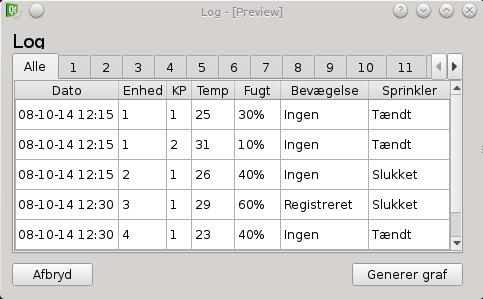 Log - [Preview]
Log
Alle 1 2 3 4 5 6 7 8 9 10 11
Dato Enhed KP Temp Fugt Bevægelse Sprinkler
08-10-14 12:15 1 1 25 30% Ingen Tændt
08-10-14 12:15 1 2 31 10% Ingen Tændt
08-10-14 12:15 2 1 26 40% Ingen Slukket
08-10-14 12:30 3 1 29 60% Registreret Slukket
08-10-14 12:30 4 1 23 40% Ingen Tændt
Afbryd Generer graf